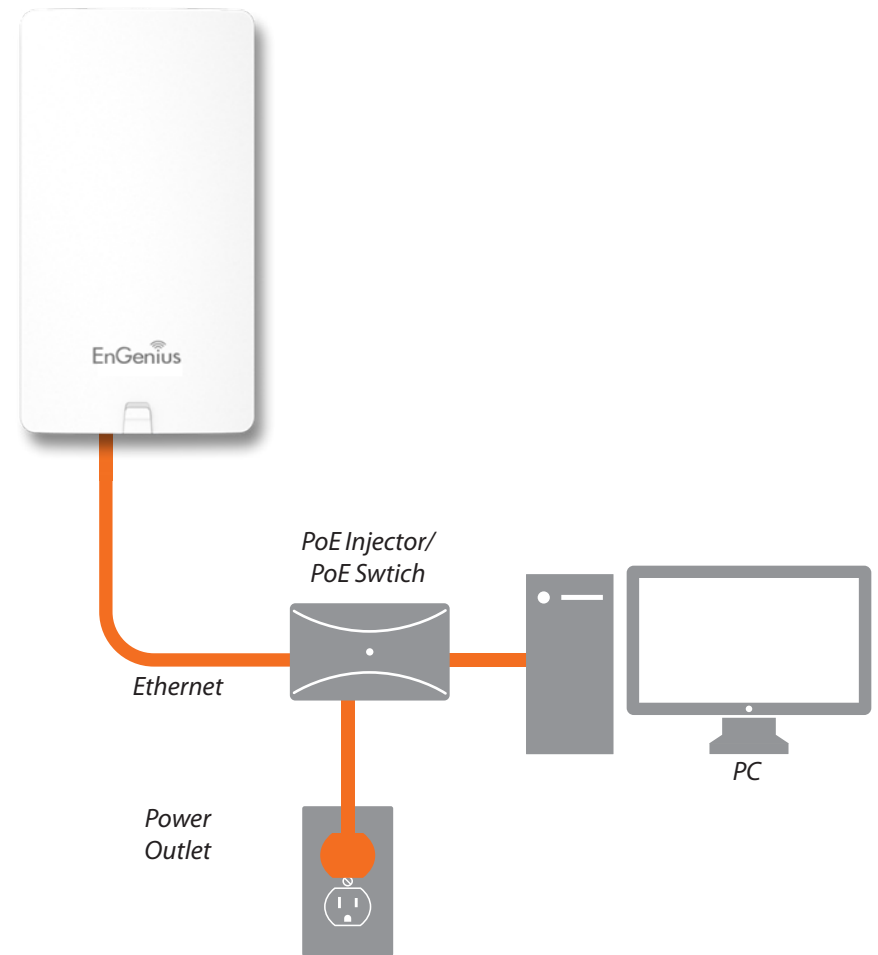 EnGenius
PoE Injector/
PoE Swtich
Ethernet
PC
Power
Outlet